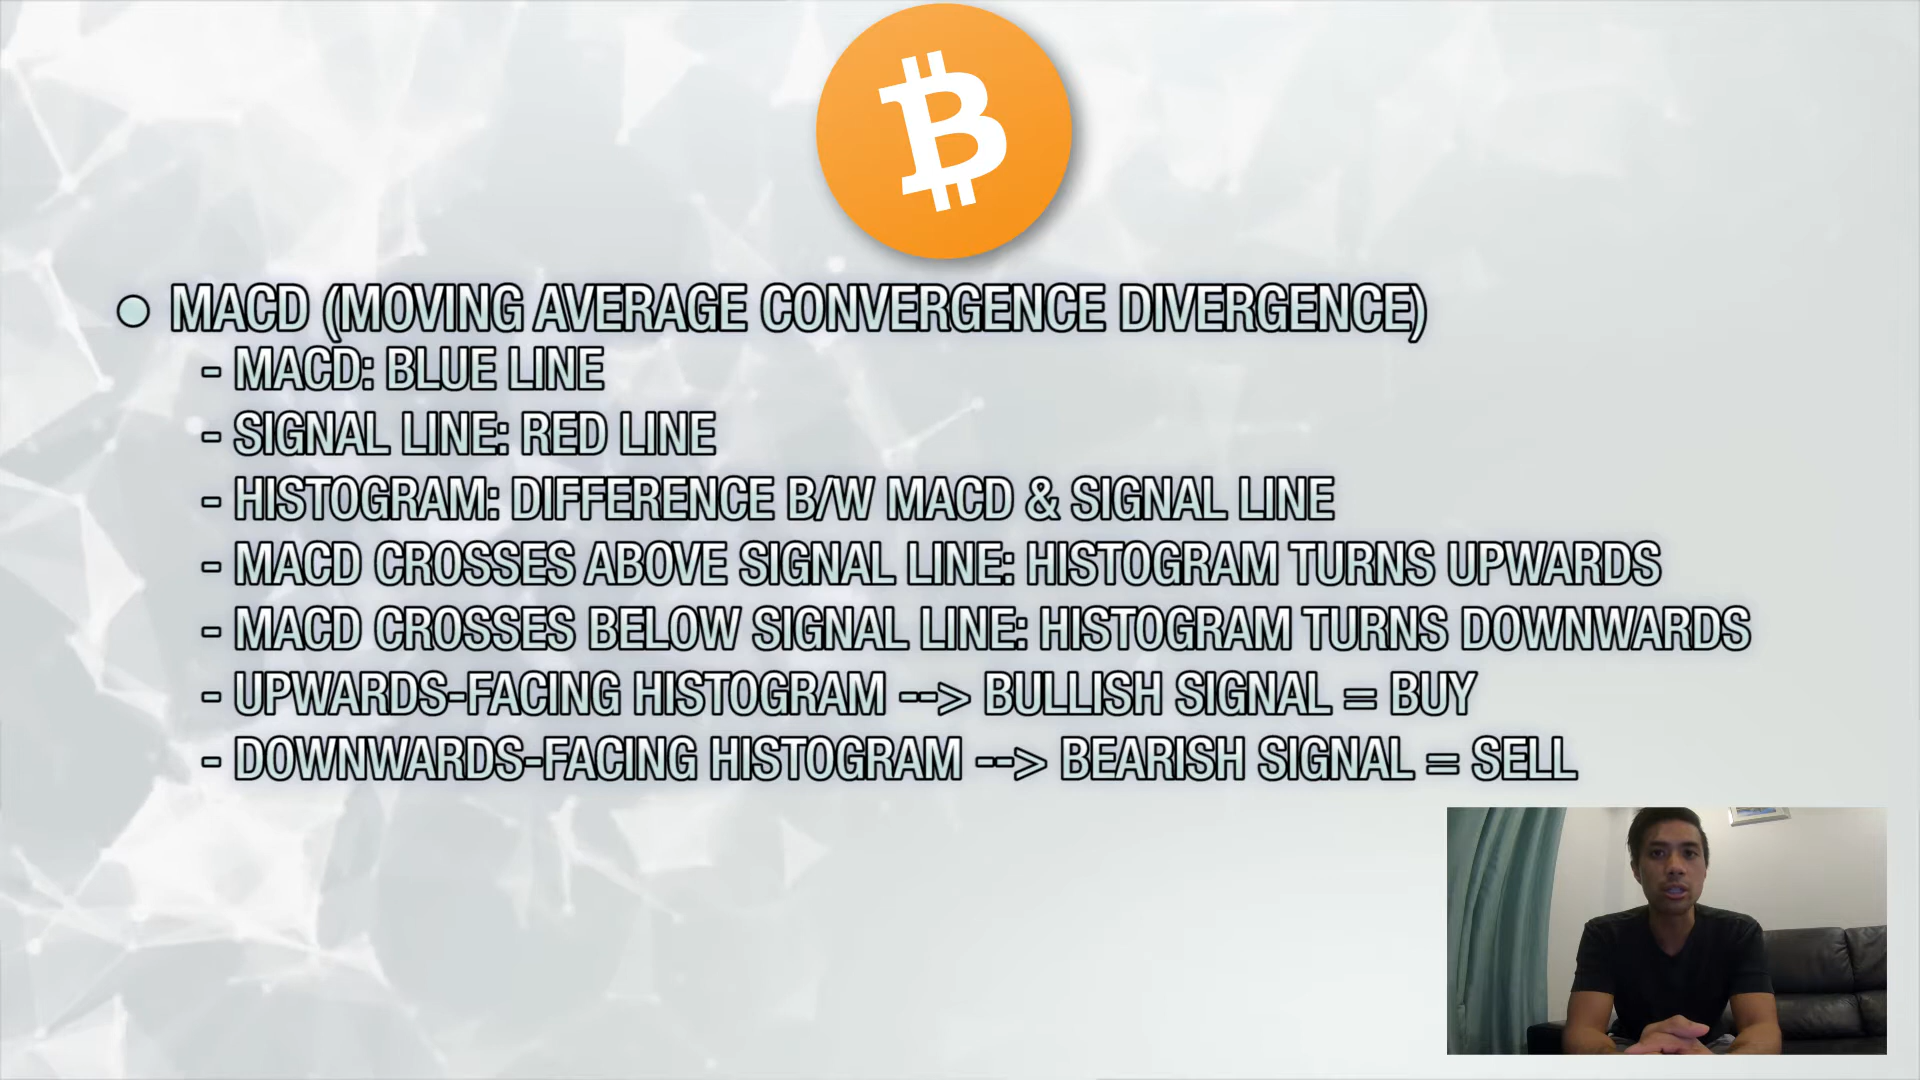 ● MACD (MOVING AVERAGE CONVERGENCE DIVERGENCE)
- MACD: BLUE LINE
- SIGNAL LINE: RED LINE
- HISTOGRAM: DIFFERENCE B/W MACD & SIGNAL LINE
- MACD CROSSES ABOVE SIGNAL LINE: HISTOGRAM TURNS UPWARDS
- MACD CROSSES BELOW SIGNAL LINE: HISTOGRAM TURNS DOWNWARDS
- UPWARDS-FACING HISTOGRAM --> BULLISH SIGNAL = BUY
- DOWNWARDS-FACING HISTOGRAM --> BEARISH SIGNAL = SELL